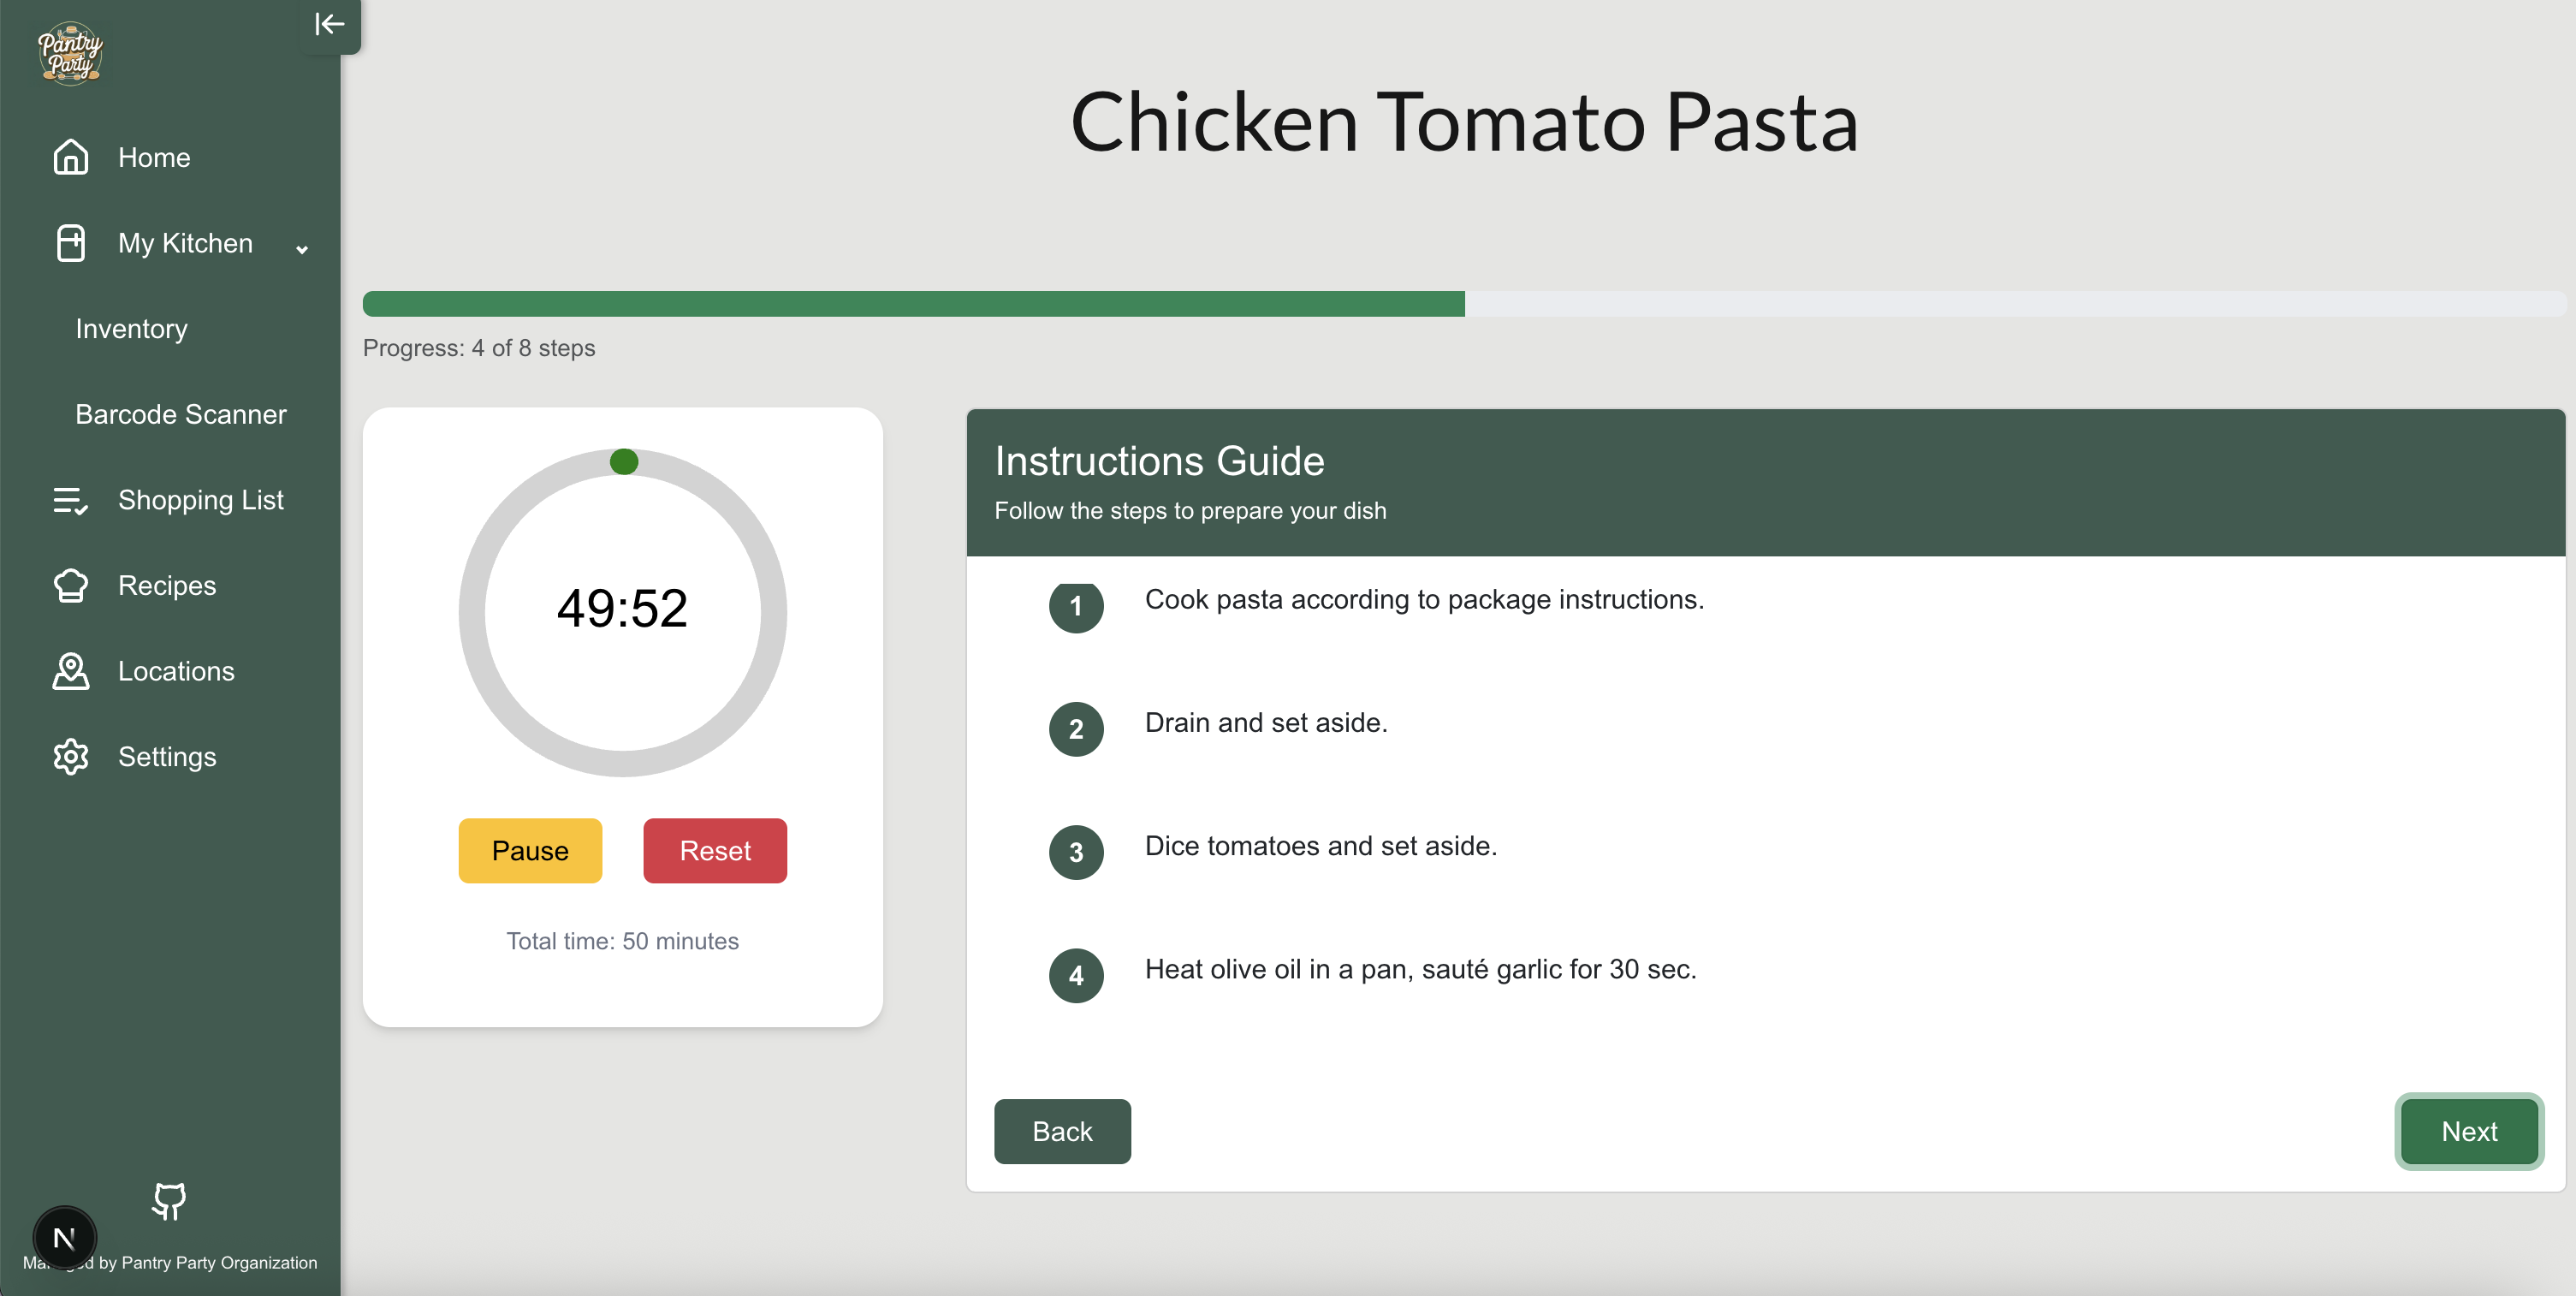 Pantry
Party
Home
My Kitchen
Inventory
Barcode Scanner
Shopping List
Recipes
Locations
Settings
N
by Pantry Party Organization
Chicken Tomato Pasta
Progress: 4 of 8 steps
49:52
Pause
Reset
Total time: 50 minutes
Instructions Guide
Follow the steps to prepare your dish
1 Cook pasta according to package instructions.
2 Drain and set aside.
3 Dice tomatoes and set aside.
4 Heat olive oil in a pan, sauté garlic for 30 sec.
Back
Next